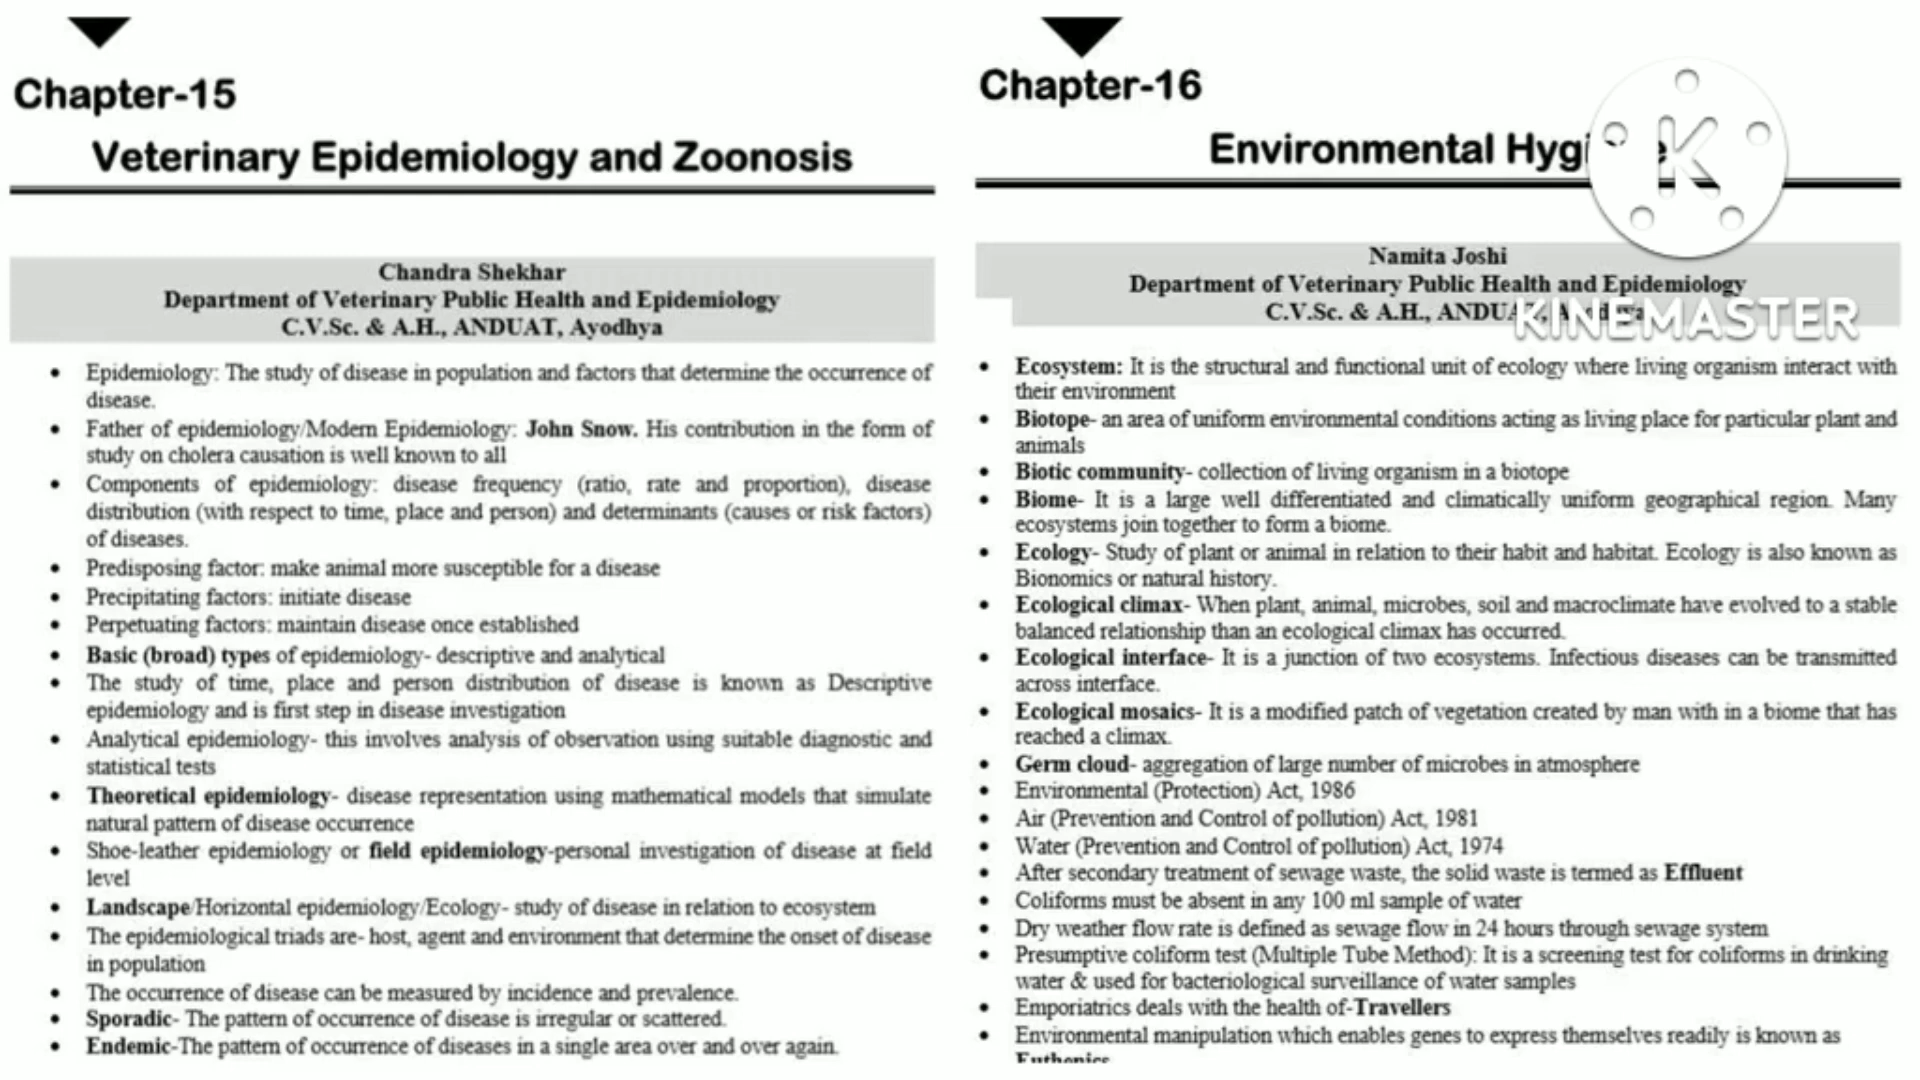 Chapter-15
Veterinary Epidemiology and Zoonosis
Chandra Shekhar
Department of Veterinary Public Health and Epidemiology
C.V.Sc. & A.H., ANDUAT, Ayodhya
• Epidemiology: The study of disease in population and factors that determine the occurrence of
disease.
• Father of epidemiology/Modern Epidemiology: John Snow. His contribution in the form of
study on cholera causation is well known to all
• Components of epidemiology: disease frequency (ratio, rate and proportion), disease
distribution (with respect to time, place and person) and determinants (causes or risk factors)
of diseases.
• Predisposing factor: make animal more susceptible for a disease
• Precipitating factors: initiate disease
• Perpetuating factors: maintain disease once established
• Basic (broad) types of epidemiology- descriptive and analytical
• The study of time, place and person distribution of disease is known as Descriptive
epidemiology and is first step in disease investigation
• Analytical epidemiology- this involves analysis of observation using suitable diagnostic and
statistical tests
• Theoretical epidemiology- disease representation using mathematical models that simulate
natural pattern of disease occurrence
• Shoe-leather epidemiology or field epidemiology-personal investigation of disease at field
level
• Landscape/Horizontal epidemiology/Ecology- study of disease in relation to ecosystem
• The epidemiological triads are- host, agent and environment that determine the onset of disease
in population
• The occurrence of disease can be measured by incidence and prevalence.
• Sporadic- The pattern of occurrence of disease is irregular or scattered.
• Endemic-The pattern of occurrence of diseases in a single area over and over again.
Chapter-16
Environmental
Namita Joshi
Department of Veterinary Public Health and Epidemiology
C.V.Sc. & A.H.,
K
KINEMASTER
• Ecosystem: It is the structural and functional unit of ecology where living organism interact with
their environment
• Biotope- an area of uniform environmental conditions acting as living place for particular plant and
animals
• Biotic community- collection of living organism in a biotope
• Biome- It is a large well differentiated and climatically uniform geographical region. Many
ecosystems join together to form a biome.
• Ecology- Study of plant or animal in relation to their habit and habitat. Ecology is also known as
Bionomics or natural history.
• Ecological climax- When plant, animal, microbes, soil and macroclimate have evolved to a stable
balanced relationship than an ecological climax has occurred.
• Ecological interface- It is a junction of two ecosystems. Infectious diseases can be transmitted
across interface.
• Ecological mosaics- It is a modified patch of vegetation created by man with in a biome that has
reached a climax.
• Germ cloud- aggregation of large number of microbes in atmosphere
• Environmental (Protection) Act, 1986
• Air (Prevention and Control of pollution) Act, 1981
• Water (Prevention and Control of pollution) Act, 1974
• After secondary treatment of sewage waste, the solid waste is termed as Effluent
• Coliforms must be absent in any 100 ml sample of water
• Dry weather flow rate is defined as sewage flow in 24 hours through sewage system
• Presumptive coliform test (Multiple Tube Method): It is a screening test for coliforms in drinking
water & used for bacteriological surveillance of water samples
• Emporiatrics deals with the health of-Travellers
• Environmental manipulation which enables genes to express themselves readily is known as
Euthenics